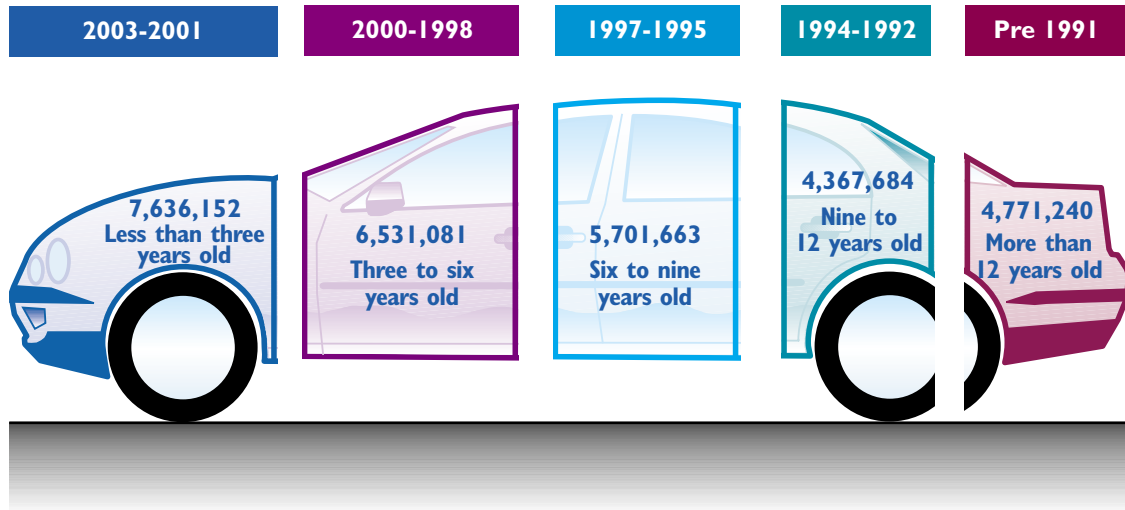 2003-2001
2000-1998
1997-1995
1994-1992
Pre 1991
7,636,152
Less than three
years old
6,531,081
Three to six
years old
5,701,663
Six to nine
years old
4,367,684
Nine to
12 years old
4,771,240
More than
12 years old